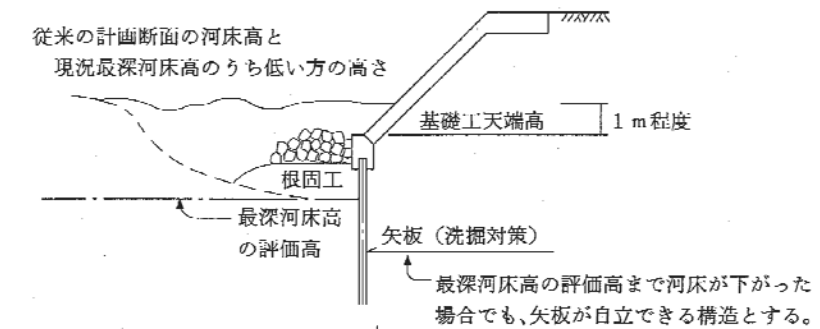 従来の計画断面の河床高と
現況最深河床高のうち低い方の高さ
基礎工天端高
1m程度
根固工
最深河床高
の評価高
矢板(洗掘対策)
最深河床高の評価高まで河床が下がった
場合でも、矢板が自立できる構造とする。